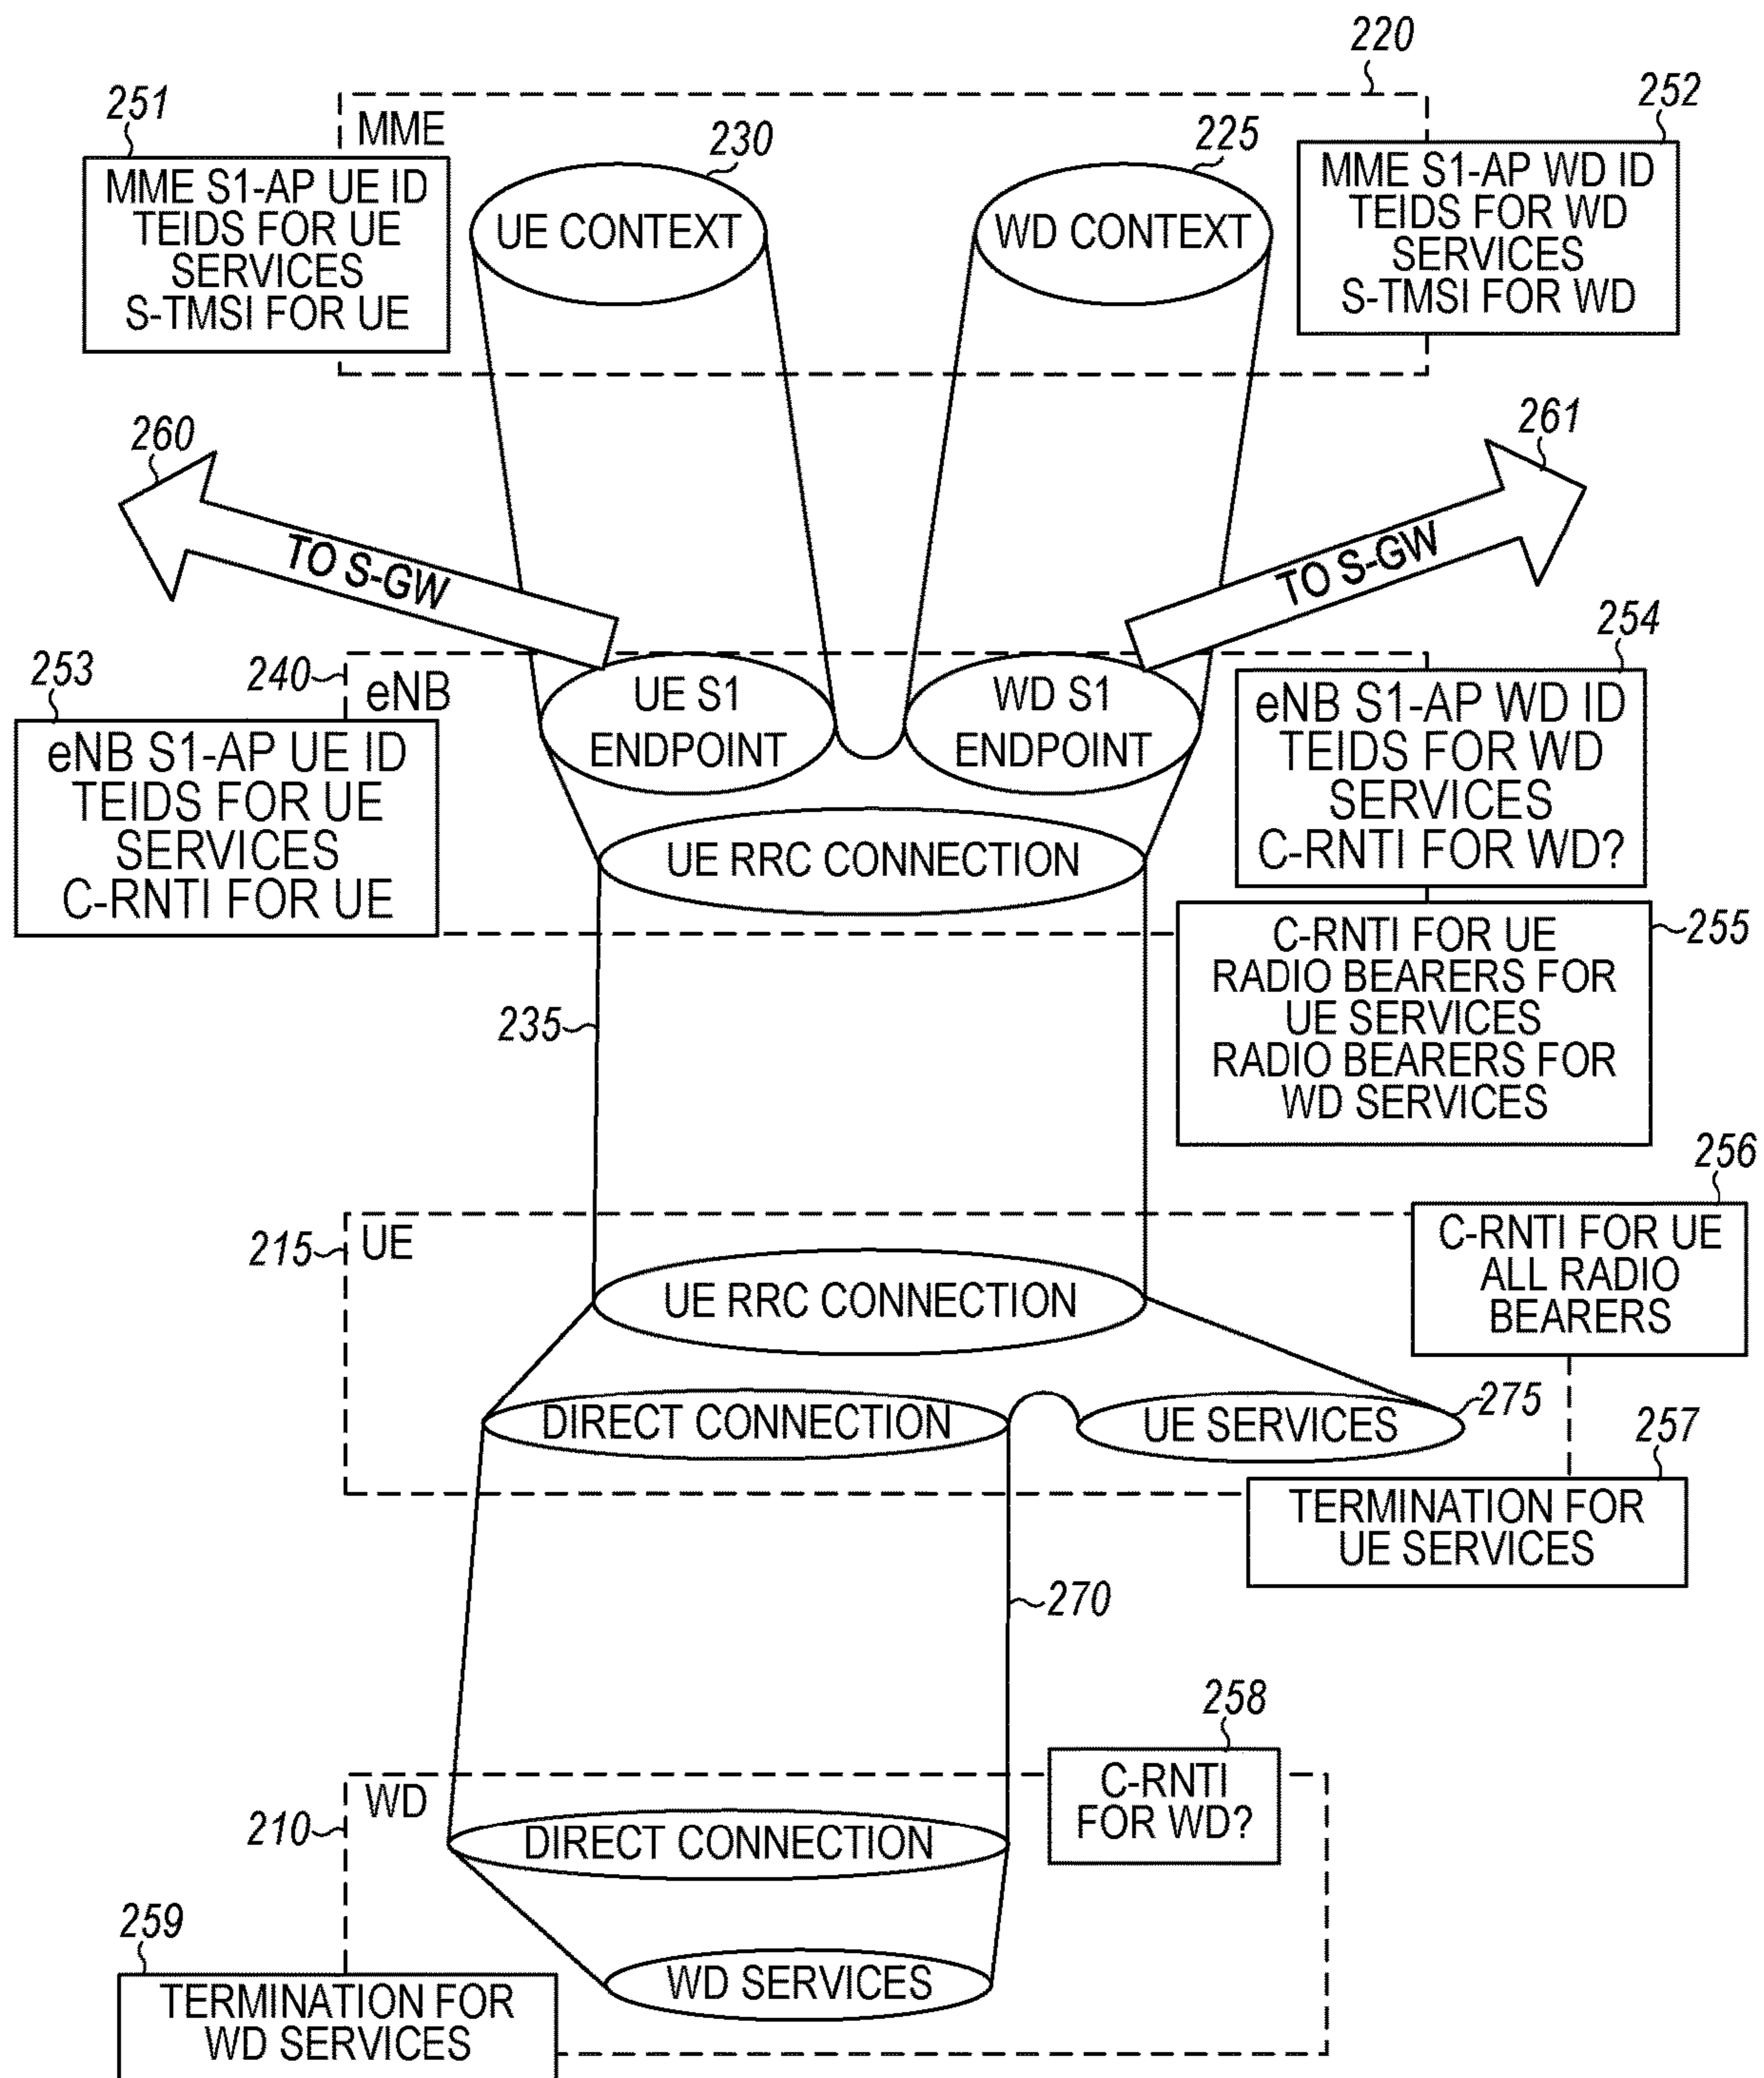 220
251
252
MME
230
225
MME S1-AP UE ID
TEIDS FOR UE
SERVICES
S-TMSI FOR UE
UE CONTEXT
WD CONTEXT
MME S1-AP WD ID
TEIDS FOR WD
SERVICES
S-TMSI FOR WD
260
261
TO S-GW
TO S-GW
254
253
240
eNB
UE S1
ENDPOINT
WD S1
ENDPOINT
eNB S1-AP UE ID
TEIDS FOR UE
SERVICES
C-RNTI FOR UE
eNB S1-AP WD ID
TEIDS FOR WD
SERVICES
C-RNTI FOR WD?
UE RRC CONNECTION
255
C-RNTI FOR UE
RADIO BEARERS FOR
UE SERVICES
RADIO BEARERS FOR
WD SERVICES
235
256
215
UE
C-RNTI FOR UE
ALL RADIO
BEARERS
UE RRC CONNECTION
275
DIRECT CONNECTION
UE SERVICES
257
TERMINATION FOR
UE SERVICES
270
258
C-RNTI
FOR WD?
210
WD
DIRECT CONNECTION
259
WD SERVICES
TERMINATION FOR
WD SERVICES